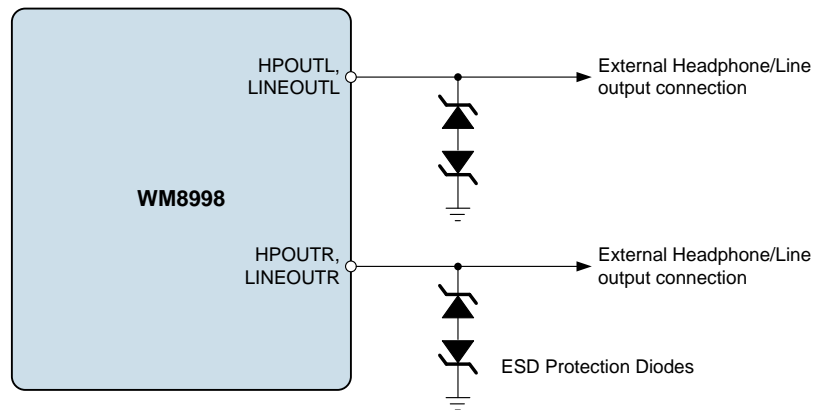 HPOUTL,
LINEOUTL
External Headphone/Line
output connection
WM8998
HPOUTR,
LINEOUTR
External Headphone/Line
output connection
ESD Protection Diodes